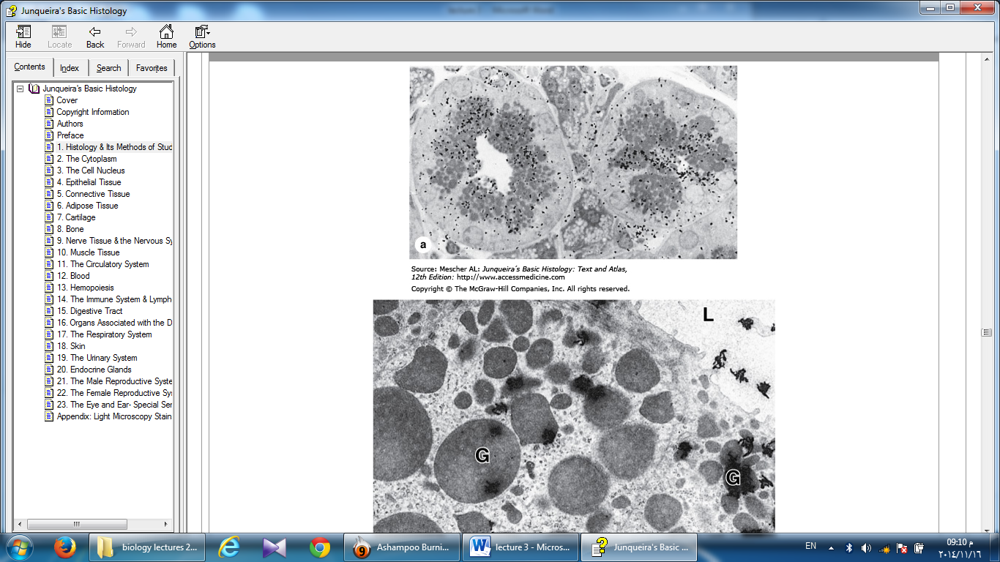 Junqueira's Basic Histology
Hide
Locate
Back
Forward
Home
Options
Contents
Index
Search
Favorites
Junqueira's Basic Histology
Cover
Copyright Information
Authors
Preface
1. Histology & Its Methods of Stud
2. The Cytoplasm
3. The Cell Nucleus
4. Epithelial Tissue
5. Connective Tissue
6. Adipose Tissue
7. Cartilage
8. Bone
9. Nerve Tissue & the Nervous Sy
10. Muscle Tissue
11. The Circulatory System
12. Blood
13. Hemopoiesis
14. The Immune System & Lymph
15. Digestive Tract
16. Organs Associated with the D
17. The Respiratory System
18. Skin
19. The Urinary System
20. Endocrine Glands
21. The Male Reproductive Syste
22. The Female Reproductive Sys
23. The Eye and Ear- Special Ser
Appendix: Light Microscopy Stain
a
Source: Mescher AL: Junqueira´s Basic Histology: Text and Atlas,
12th Edition: http://www.accessmedicine.com
Copyright © The McGraw-Hill Companies, Inc. All rights reserved.
L
G
G
biology lectures 2...
Ashampoo Burni...
lecture 3 - Micros...
Junqueira's Basic ...
EN
09:10 م
٢٠١٤/١١/١٦